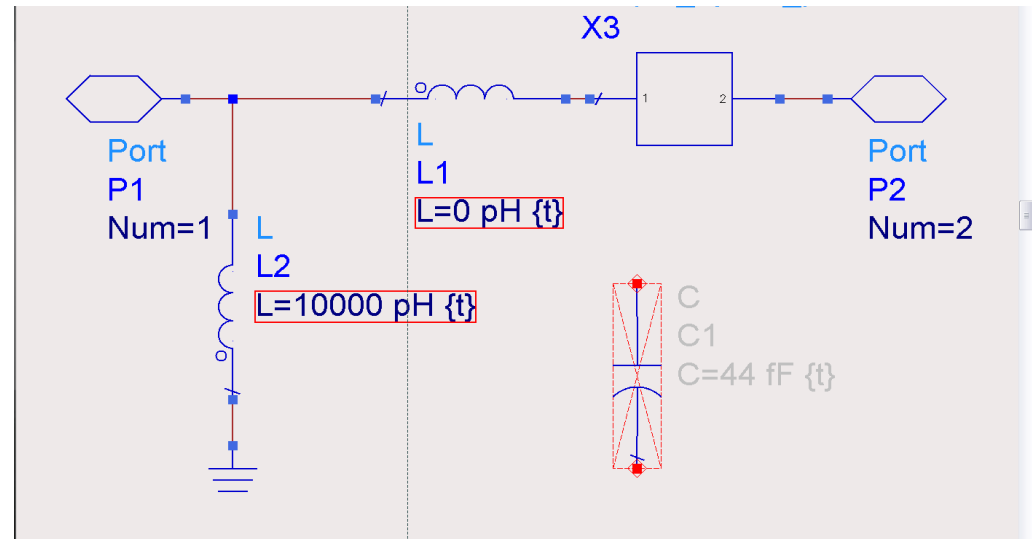 X3
1
2
Port
P1
Num=1
L
L1
L=0 pH {t}
Port
P2
Num=2
L
L2
L=10000 pH {t}
C
C1
C=44 fF {t}